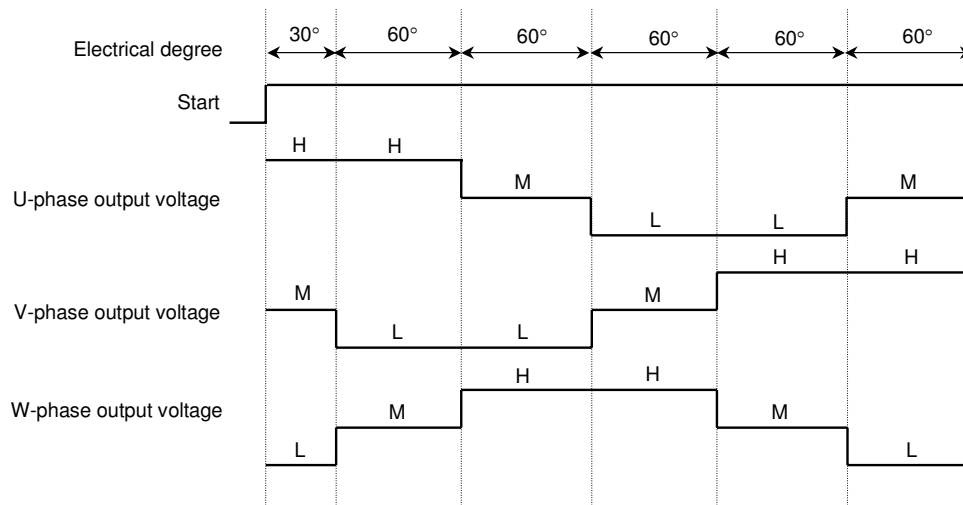 Electrical degree 30° 60° 60° 60° 60° 60°
Start
H H
U-phase output voltage M M
L L
H H
V-phase output voltage M M
L L
H H
W-phase output voltage M M
L L